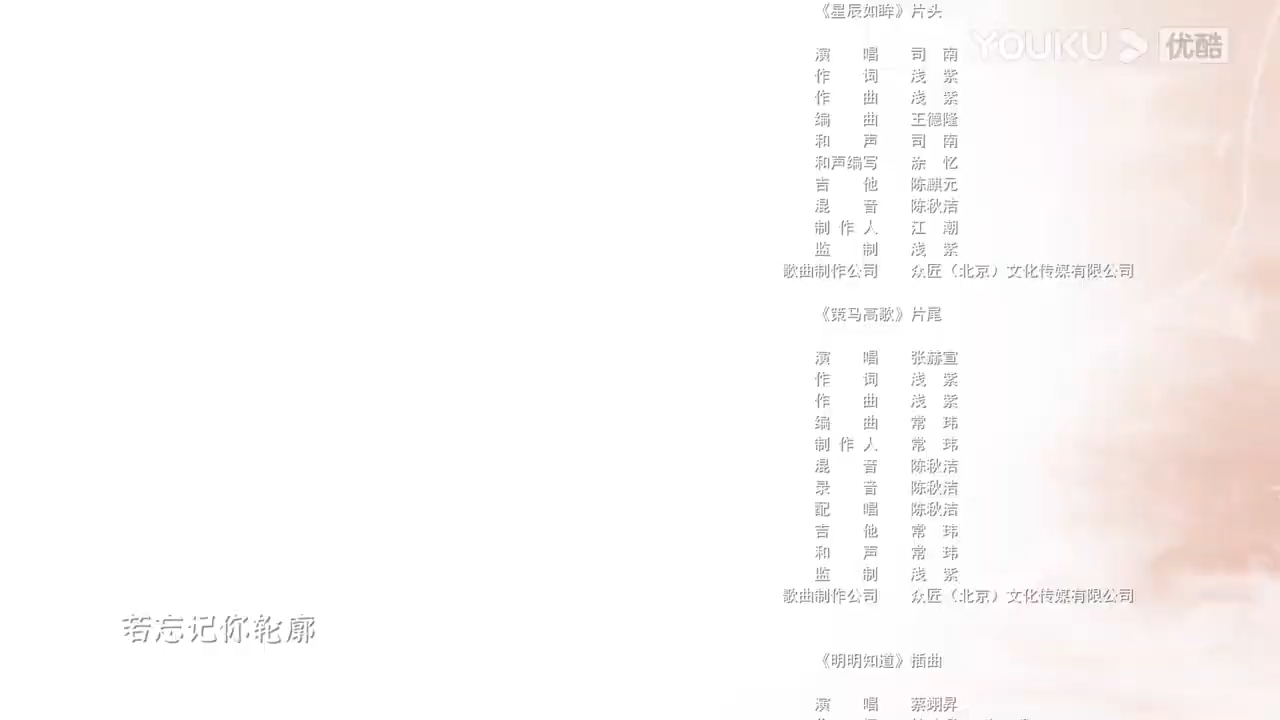 《星辰如眸》片头
YOUKU 优酷
演 唱 司 南
作 词 浅 紫
作 曲 浅 紫
编 曲 王德隆
和 声 司 南
和声编写 涂 忆
吉 他 陈麒元
混 音 陈秋洁
制 作 人 江 潮
监 制 浅 紫
歌曲制作公司 众匠（北京）文化传媒有限公司
《策马高歌》片尾
演 唱 张赫宣
作 词 浅 紫
作 曲 浅 紫
编 曲 常 玮
制 作 人 常 玮
混 音 陈秋洁
录 音 陈秋洁
配 唱 陈秋洁
吉 他 常 玮
和 声 常 玮
监 制 浅 紫
歌曲制作公司 众匠（北京）文化传媒有限公司
若忘记你轮廓
《明明知道》插曲
演 唱 蔡翊昇